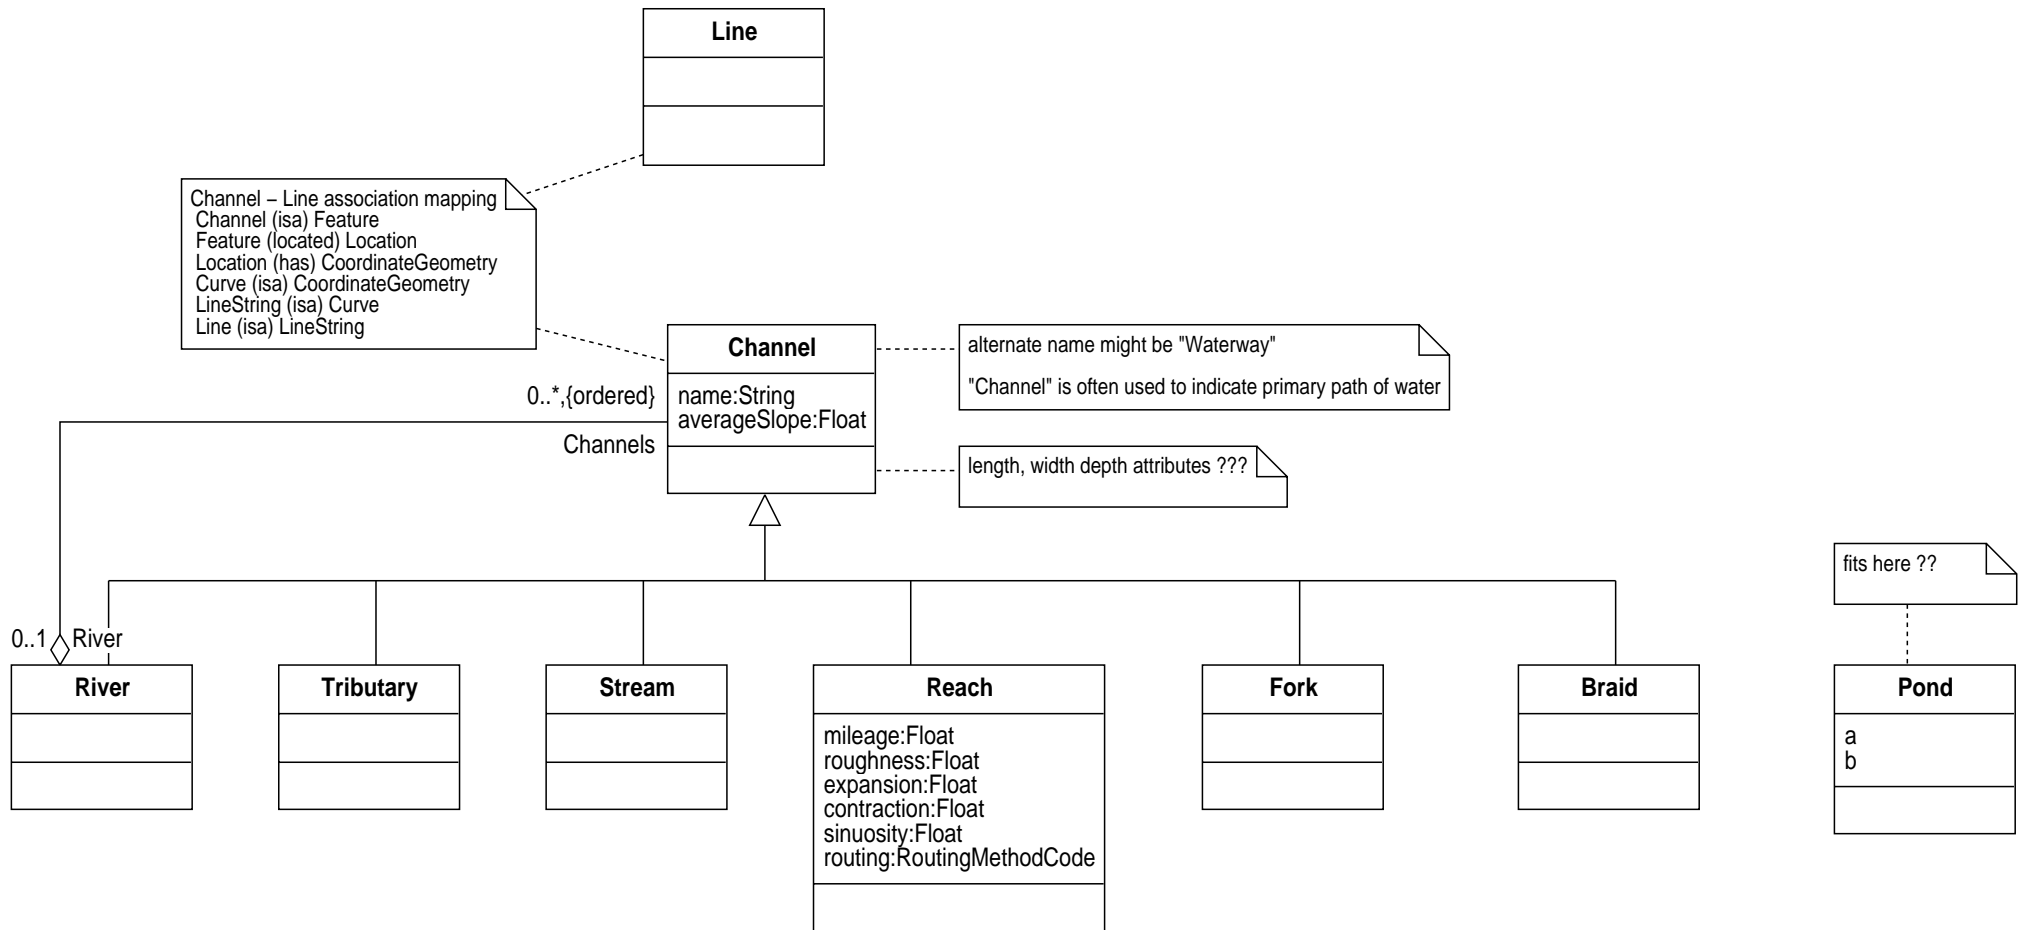 Line
Channel – Line association mapping
Channel (isa) Feature
Feature (located) Location
Location (has) CoordinateGeometry
Curve (isa) CoordinateGeometry
LineString (isa) Curve
Line (isa) LineString
Channel
name:String
averageSlope:Float
alternate name might be "Waterway"
"Channel" is often used to indicate primary path of water
0..*,{ordered}
Channels
length, width depth attributes ???
fits here ??
0..1
River
River
Tributary
Stream
Reach
mileage:Float
roughness:Float
expansion:Float
contraction:Float
sinuosity:Float
routing:RoutingMethodCode
Fork
Braid
Pond
a
b